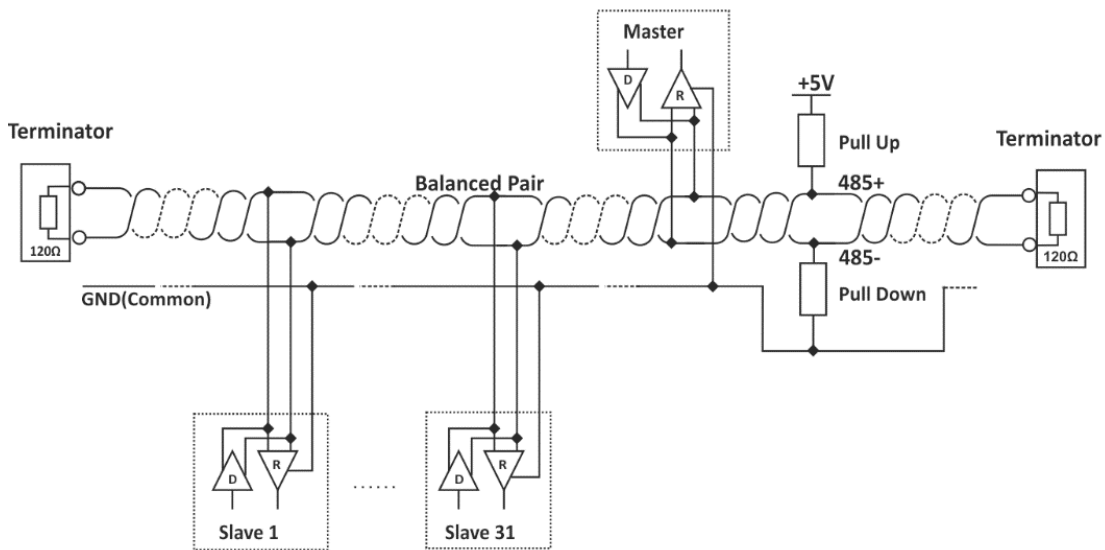 Master
D
R
+5V
Terminator
Pull Up
Terminator
Balanced Pair
485+
120Ω
485-
120Ω
GND(Common)
Pull Down
D
R
......
D
R
Slave 1
Slave 31